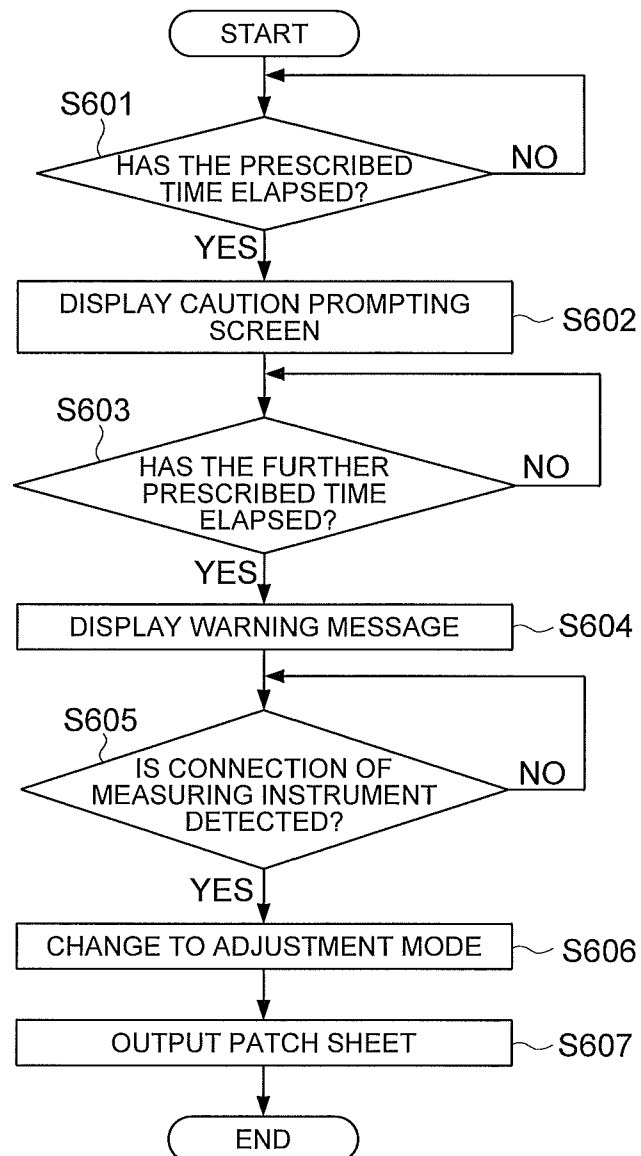 START
S601
HAS THE PRESCRIBED
TIME ELAPSED?
NO
YES
DISPLAY CAUTION PROMPTING
SCREEN
S602
S603
HAS THE FURTHER
PRESCRIBED TIME
ELAPSED?
NO
YES
DISPLAY WARNING MESSAGE
S604
S605
IS CONNECTION OF
MEASURING INSTRUMENT
DETECTED?
NO
YES
CHANGE TO ADJUSTMENT MODE
S606
OUTPUT PATCH SHEET
S607
END